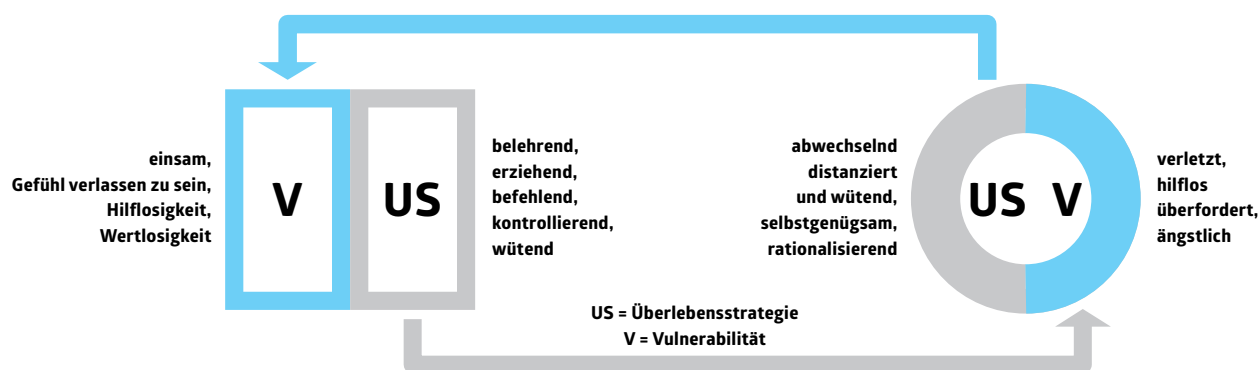 einsam,
Gefühl verlassen zu sein,
Hilflosigkeit,
Wertlosigkeit
V
US
belehrend,
erziehend,
befehlend,
kontrollierend,
wütend
abwechselnd
distanziert
und wütend,
selbstgenügsam,
rationalisierend
US V
verletzt,
hilflos
überfordert,
ängstlich
US = Überlebensstrategie
V = Vulnerabilität